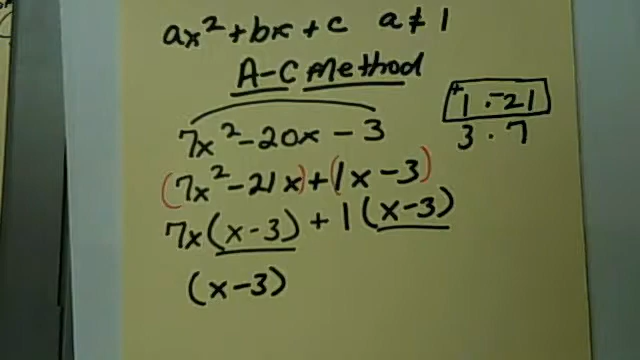 ax² + bx + c   a ≠ 1
A-C Method
7x² - 20x - 3
+1 · -21
3 · 7
(7x² - 21x) + (1x - 3)
7x(x-3) + 1(x-3)
(x-3)